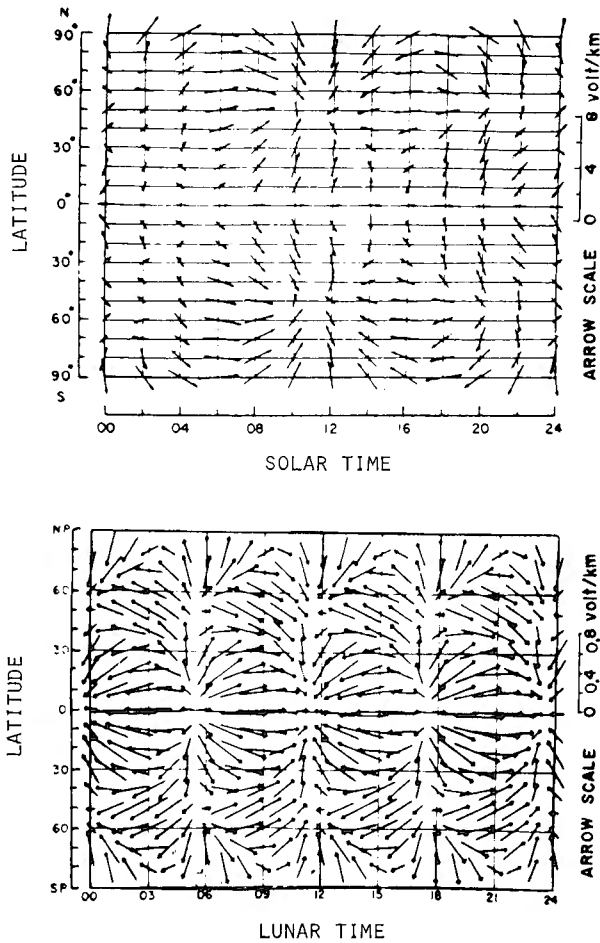 N
90°
60°
30°
0°
30°
60°
90°
S
LATITUDE
00 04 08 12 16 20 24
SOLAR TIME
ARROW SCALE
0 4 8 volt/km
NP
60
30
0
30
60
SP
LATITUDE
00 03 06 09 12 15 18 21 24
LUNAR TIME
ARROW SCALE
0 0,4 0,8 volt/km